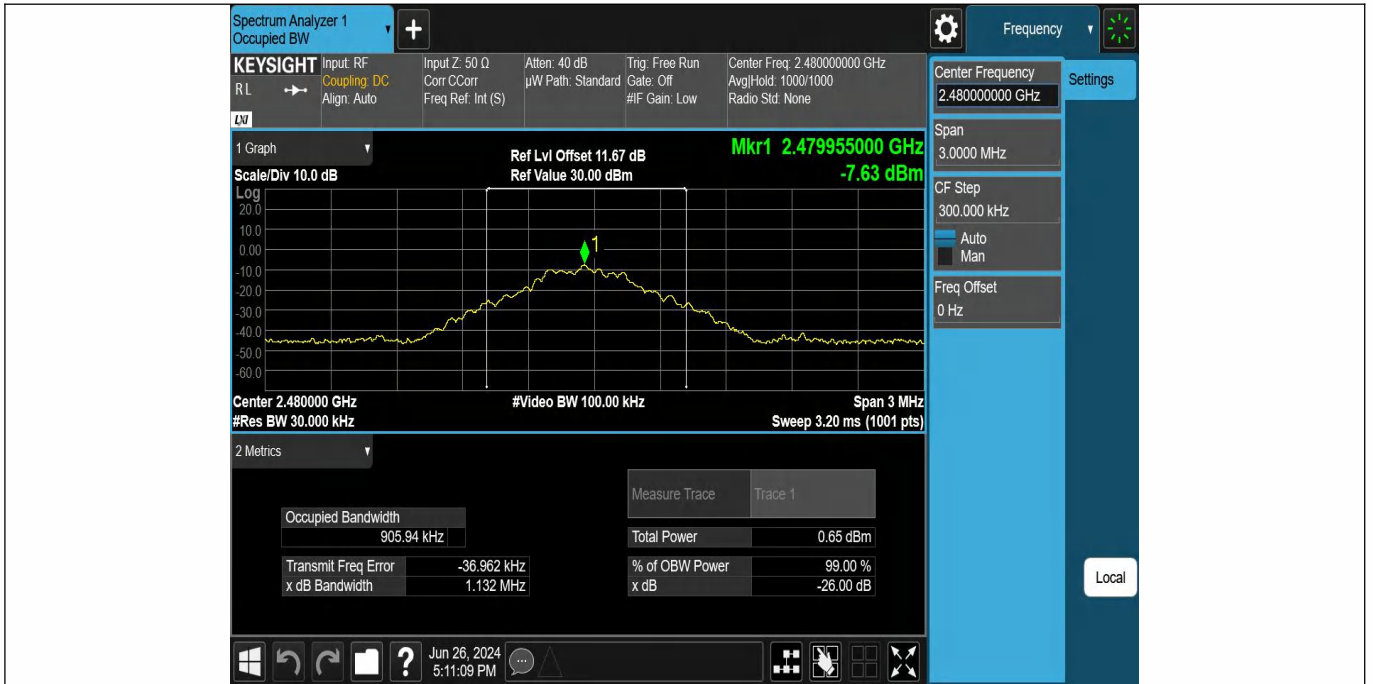 Spectrum Analyzer 1
Occupied BW
+
Frequency
KEYSIGHT
RL
LXI
Input: RF
Coupling: DC
Align: Auto
Input Z: 50 Ω
Corr CCorr
Freq Ref: Int (S)
Atten: 40 dB
µW Path: Standard
Trig: Free Run
Gate: Off
#IF Gain: Low
Center Freq: 2.480000000 GHz
Avg|Hold: 1000/1000
Radio Std: None
Center Frequency
2.480000000 GHz
Settings
Span
3.0000 MHz
CF Step
300.000 kHz
Auto
Man
Freq Offset
0 Hz
Local
1 Graph
Scale/Div 10.0 dB
Ref Lvl Offset 11.67 dB
Ref Value 30.00 dBm
Mkr1 2.479955000 GHz
-7.63 dBm
Log
20.0
10.0
0.00
-10.0
-20.0
-30.0
-40.0
-50.0
-60.0
1
Center 2.480000 GHz
#Res BW 30.000 kHz
#Video BW 100.00 kHz
Span 3 MHz
Sweep 3.20 ms (1001 pts)
2 Metrics
Measure Trace Trace 1
Occupied Bandwidth
905.94 kHz
Total Power 0.65 dBm
Transmit Freq Error -36.962 kHz
% of OBW Power 99.00 %
x dB Bandwidth 1.132 MHz
x dB -26.00 dB
?
Jun 26, 2024
5:11:09 PM